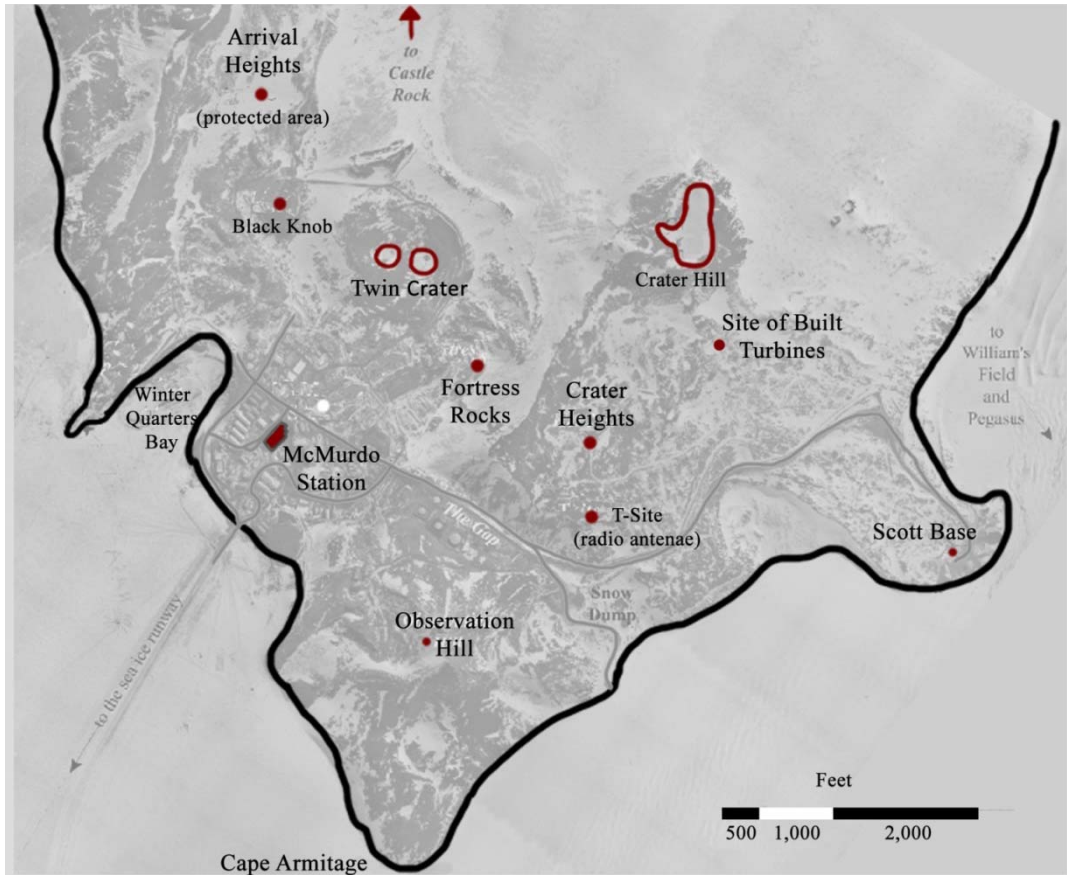 Arrival
Heights
(protected area)
to
Castle
Rock
Black Knob
Twin Crater
Crater Hill
Site of Built
Turbines
to
William's
Field
and
Pegasus
Winter
Quarters
Bay
Fortress
Rocks
Crater
Heights
McMurdo
Station
The Gap
T-Site
(radio antenae)
Scott Base
Snow
Dump
Observation
Hill
to the sea ice runway
Feet
500 1,000 2,000
Cape Armitage